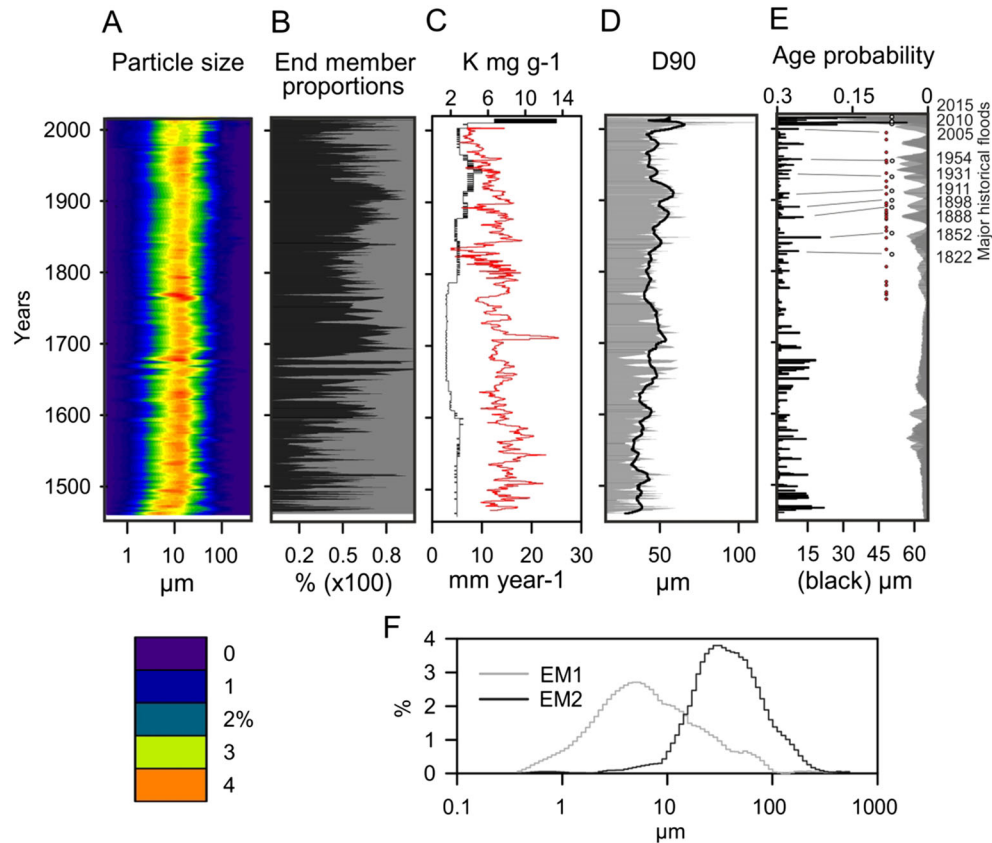 A
B
C
D
E
Particle size
End member
proportions
K mg g-1
D90
Age probability
2 6 10 14
0.3 0.15 0
2000
1900
1800
1700
1600
1500
Years
2015
2010
2005
1954
1931
1911
1898
1888
1852
1822
Major historical floods
1 10 100
µm
0.2 0.5 0.8
% (x100)
0 10 20 30
mm year-1
50 100
µm
15 30 45 60
(black) µm
0
1
2%
3
4
F
4
3
2
1
0
%
EM1
EM2
0.1 1 10 100 1000
µm